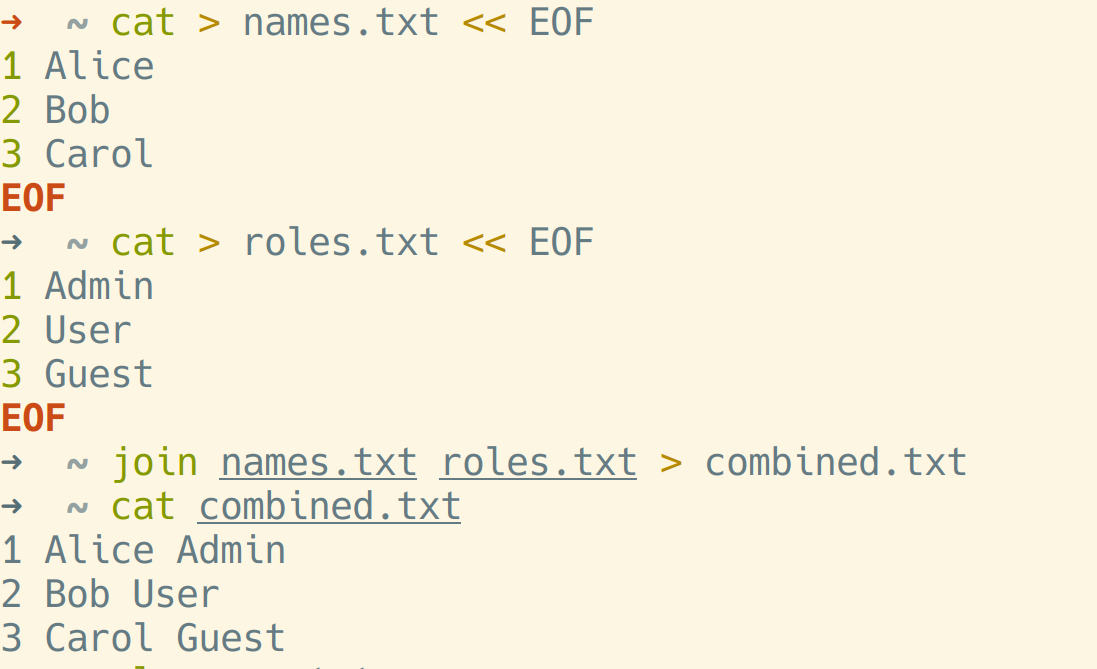 ➜  ~ cat > names.txt << EOF
1 Alice
2 Bob
3 Carol
EOF
➜  ~ cat > roles.txt << EOF
1 Admin
2 User
3 Guest
EOF
➜  ~ join names.txt roles.txt > combined.txt
➜  ~ cat combined.txt
1 Alice Admin
2 Bob User
3 Carol Guest